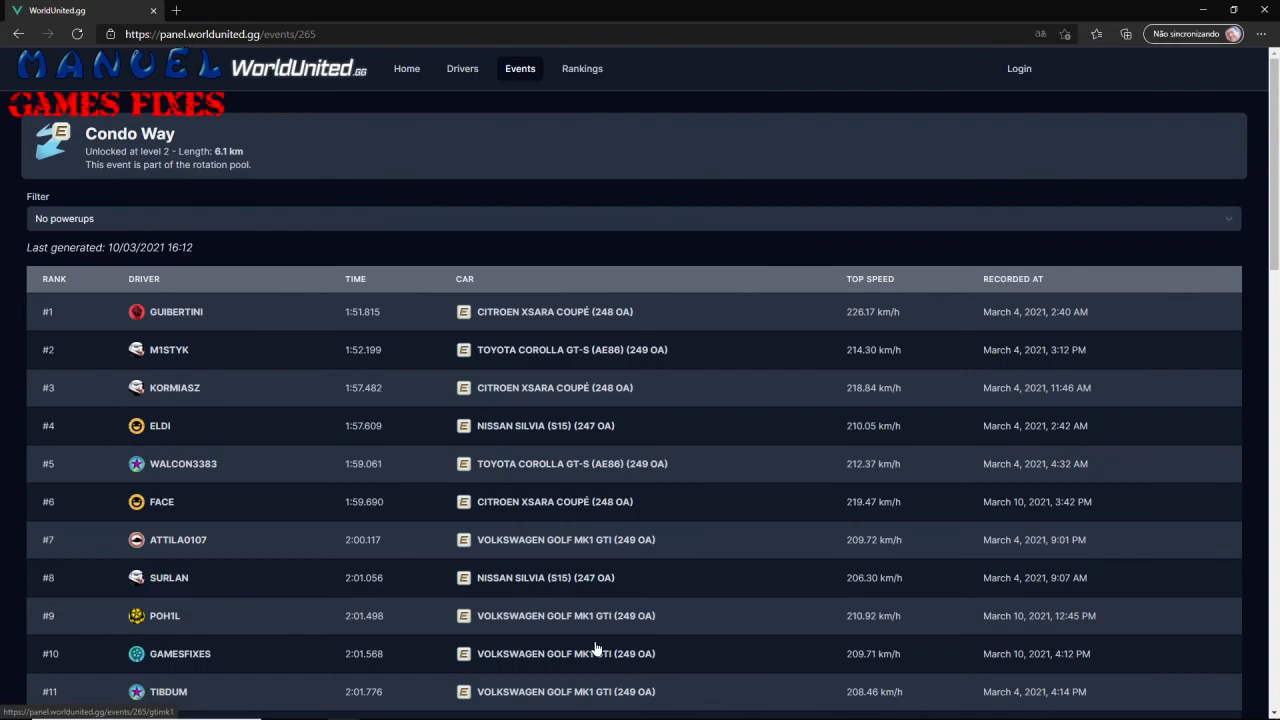 WorldUnited.gg
https://panel.worldunited.gg/events/265
Não sincronizando
MANUEL
GAMES FIXES
WORLDUNITED.GG
Home
Drivers
Events
Rankings
Login
E
Condo Way
Unlocked at level 2 - Length: 6.1 km
This event is part of the rotation pool.
Filter
No powerups
Last generated: 10/03/2021 16:12
RANK DRIVER TIME CAR TOP SPEED RECORDED AT
#1 GUIBERTINI 1:51.815 E CITROEN XSARA COUPÉ (248 OA) 226.17 km/h March 4, 2021, 2:40 AM
#2 M1STYK 1:52.199 E TOYOTA COROLLA GT-S (AE86) (249 OA) 214.30 km/h March 4, 2021, 3:12 PM
#3 KORMIASZ 1:57.482 E CITROEN XSARA COUPÉ (248 OA) 218.84 km/h March 4, 2021, 11:46 AM
#4 ELDI 1:57.609 E NISSAN SILVIA (S15) (247 OA) 210.05 km/h March 4, 2021, 2:42 AM
#5 WALCON3383 1:59.061 E TOYOTA COROLLA GT-S (AE86) (249 OA) 212.37 km/h March 4, 2021, 4:32 AM
#6 FACE 1:59.690 E CITROEN XSARA COUPÉ (248 OA) 219.47 km/h March 10, 2021, 3:42 PM
#7 ATTILA0107 2:00.117 E VOLKSWAGEN GOLF MK1 GTI (249 OA) 209.72 km/h March 4, 2021, 9:01 PM
#8 SURLAN 2:01.056 E NISSAN SILVIA (S15) (247 OA) 206.30 km/h March 4, 2021, 9:07 AM
#9 POH1L 2:01.498 E VOLKSWAGEN GOLF MK1 GTI (249 OA) 210.92 km/h March 10, 2021, 12:45 PM
#10 GAMESFIXES 2:01.568 E VOLKSWAGEN GOLF MK1 GTI (249 OA) 209.71 km/h March 10, 2021, 4:12 PM
#11 TIBDUM 2:01.776 E VOLKSWAGEN GOLF MK1 GTI (249 OA) 208.46 km/h March 4, 2021, 4:14 PM
https://panel.worldunited.gg/events/265/gtimk1